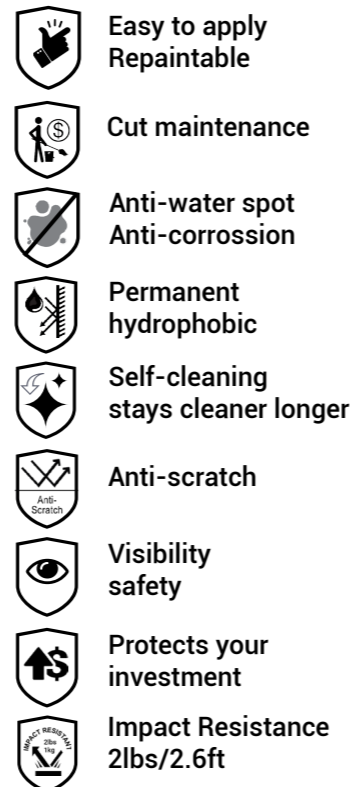 Easy to apply
Repaintable
$
Cut maintenance
Anti-water spot
Anti-corrossion
Permanent
hydrophobic
Self-cleaning
stays cleaner longer
Anti-
Scratch
Anti-scratch
Visibility
safety
$
Protects your
investment
IMPACT RESISTANT
2lbs
1kg
Impact Resistance
2lbs/2.6ft